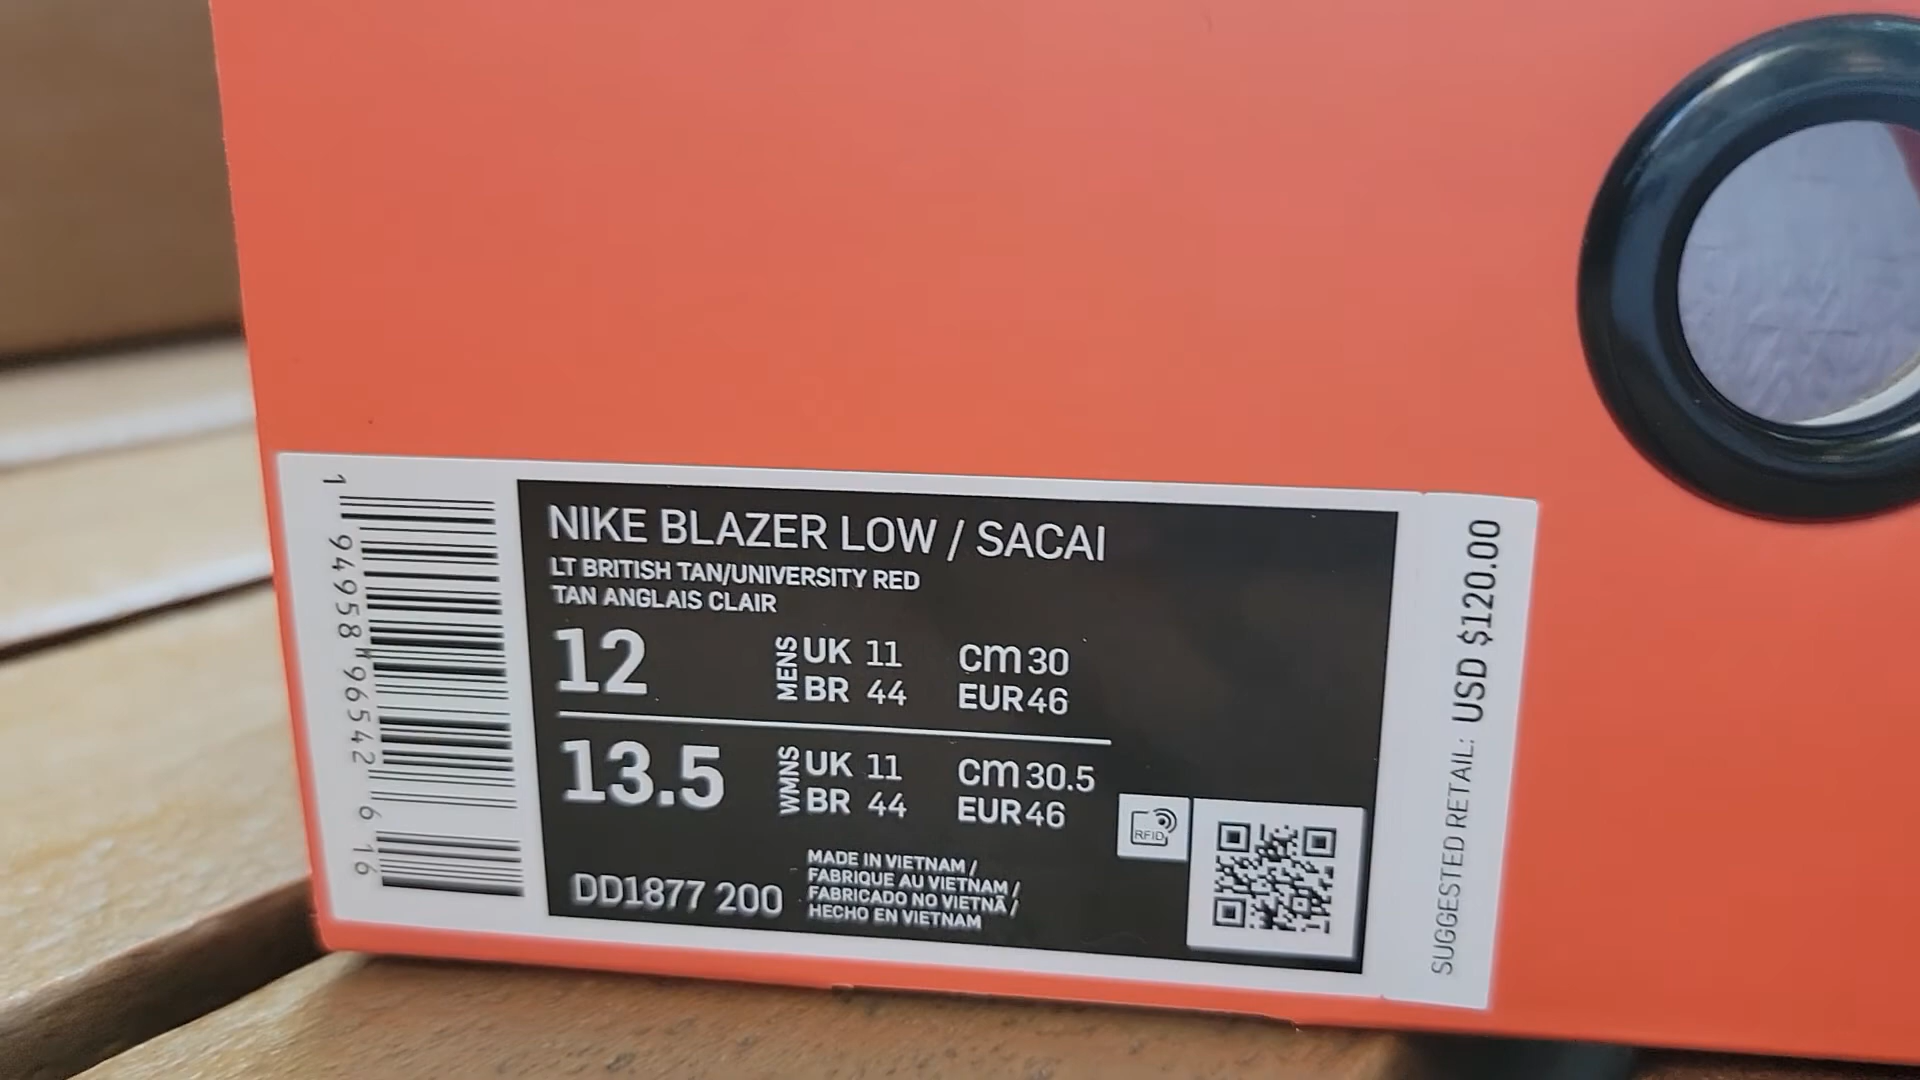 NIKE BLAZER LOW / SACAI
LT BRITISH TAN/UNIVERSITY RED
TAN ANGLAIS CLAIR
12 MENS UK 11 cm 30
BR 44 EUR 46
13.5 WMNS UK 11 cm 30.5
BR 44 EUR 46
DD1877 200
MADE IN VIETNAM /
FABRIQUE AU VIETNAM /
FABRICADO NO VIETNÃ /
HECHO EN VIETNAM
RFID
SUGGESTED RETAIL: USD $120.00
1 94958 96542 6 16